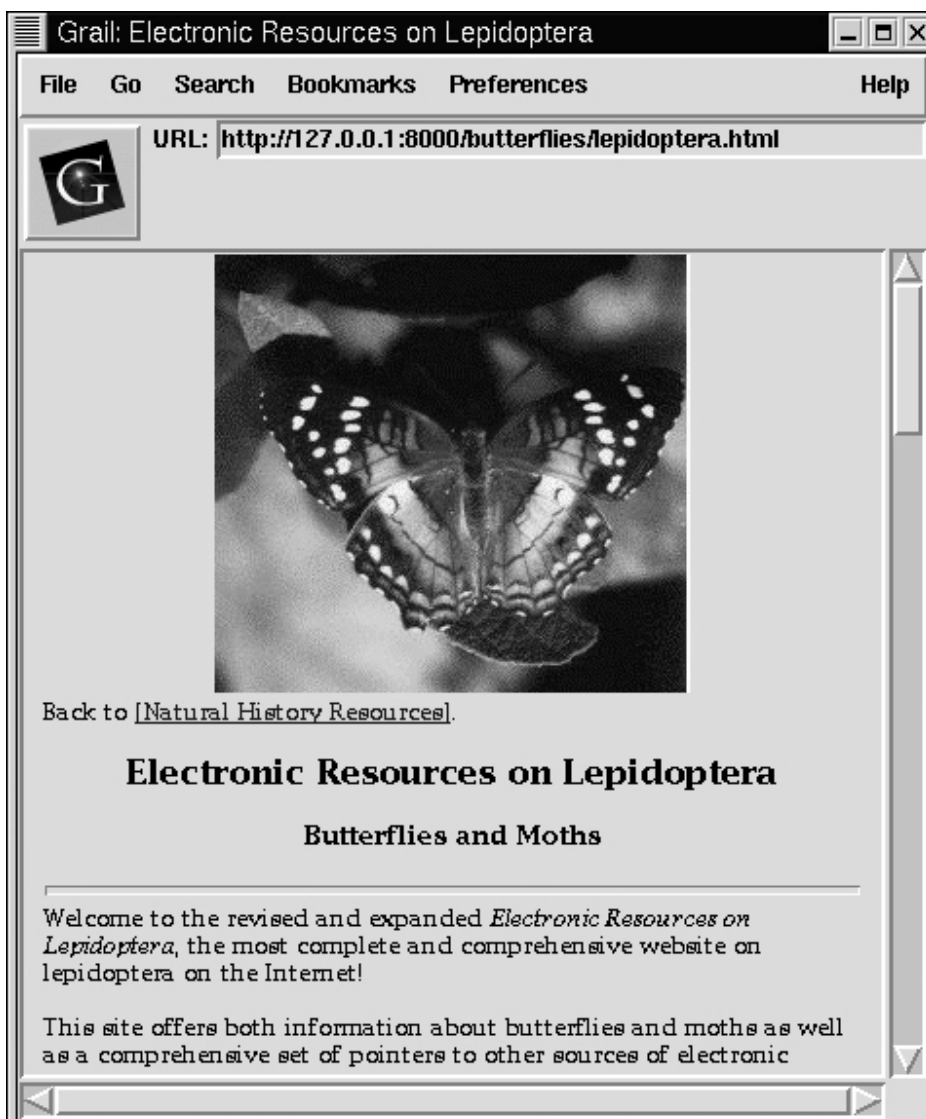 Grail: Electronic Resources on Lepidoptera
File Go Search Bookmarks Preferences Help
URL: http://127.0.0.1:8000/butterflies/lepidoptera.html
G
Back to [Natural History Resources].
Electronic Resources on Lepidoptera
Butterflies and Moths
Welcome to the revised and expanded Electronic Resources on
Lepidoptera, the most complete and comprehensive website on
lepidoptera on the Internet!
This site offers both information about butterflies and moths as well
as a comprehensive set of pointers to other sources of electronic